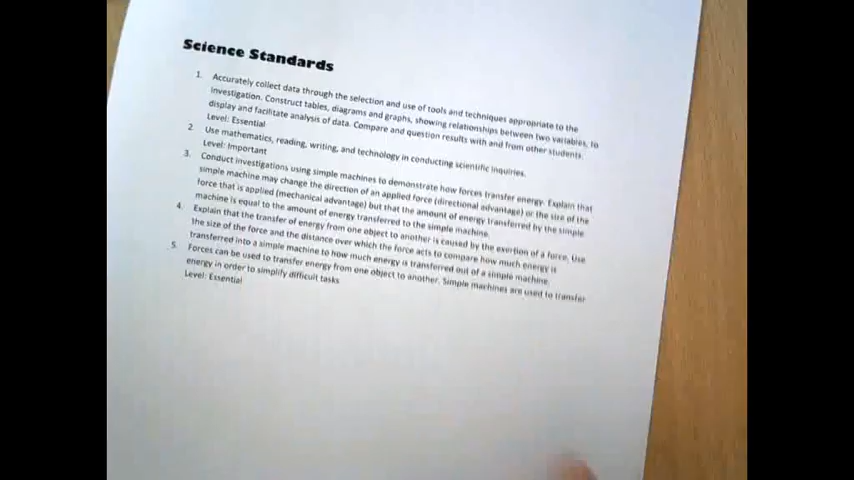 Science Standards
1. Accurately collect data through the selection and use of tools and techniques appropriate to the
investigation. Construct tables, diagrams and graphs, showing relationships between two variables, to
display and facilitate analysis of data. Compare and question results with and from other students.
Level: Essential
2. Use mathematics, reading, writing, and technology in conducting scientific inquiries.
Level: Important
3. Conduct investigations using simple machines to demonstrate how forces transfer energy. Explain that
simple machine may change the direction of an applied force (directional advantage) or the size of the
force that is applied (mechanical advantage) but that the amount of energy transferred by the simple
machine is equal to the amount of energy transferred to the simple machine.
4. Explain that the transfer of energy from one object to another is caused by the exertion of a force. Use
the size of the force and the distance over which the force acts to compare how much energy is
transferred into a simple machine to how much energy is transferred out of a simple machine.
5. Forces can be used to transfer energy from one object to another. Simple machines are used to transfer
energy in order to simplify difficult tasks
Level: Essential